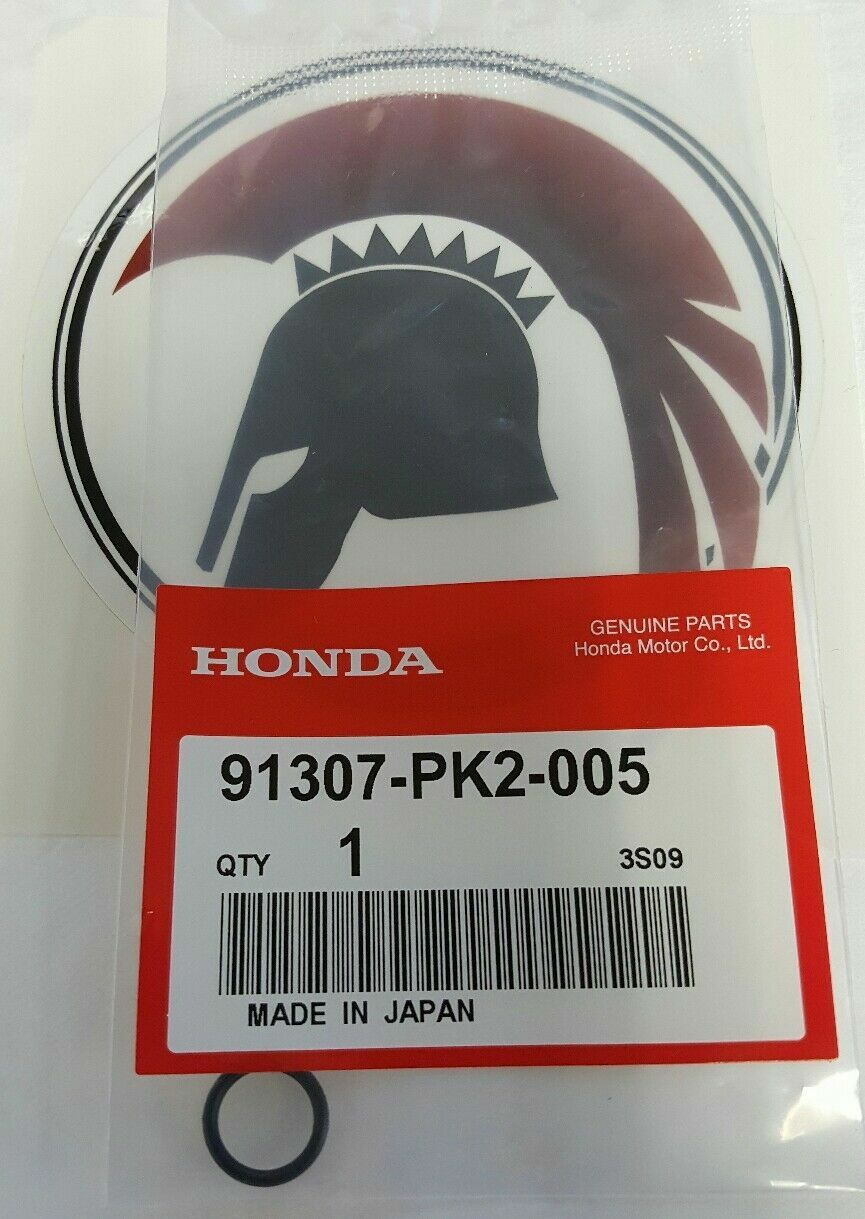 HONDA
GENUINE PARTS
Honda Motor Co., Ltd.
91307-PK2-005
QTY 1 3S09
MADE IN JAPAN